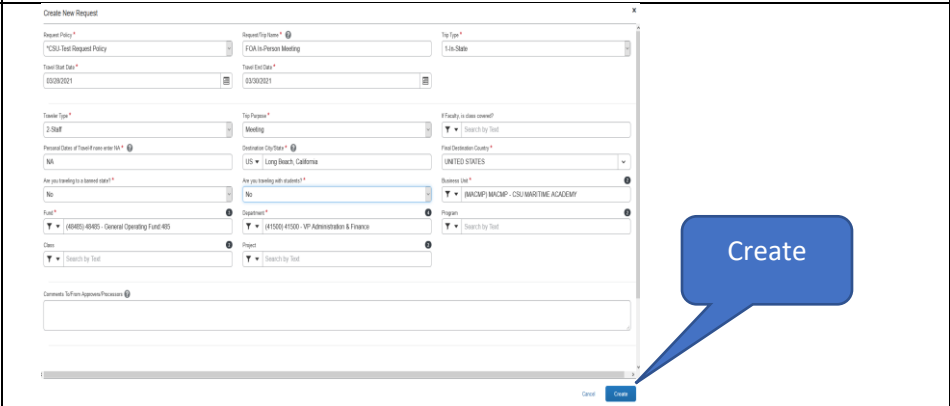 Create New Request x
Request Policy * Request/Trip Name * ? Trip Type *
*CSU-Test Request Policy FOA In-Person Meeting 1-In-State
Travel Start Date * Travel End Date *
03/28/2021 03/30/2021
Traveler Type * Trip Purpose * If Faculty, is class covered?
2-Staff Meeting Search by Text
Personal Dates of Travel-If none enter NA * ? Destination City/State * ? Final Destination Country *
NA US Long Beach, California UNITED STATES
Are you traveling to a banned state? * Are you traveling with students? * Business Unit *
No No (MACMP) MACMP - CSU MARITIME ACADEMY
Fund * Department * Program
(48485) 48485 - General Operating Fund 485 (41500) 41500 - VP Administration & Finance Search by Text
Class Project
Search by Text Search by Text
Comments To/From Approvers/Processors ?
Cancel Create
Create